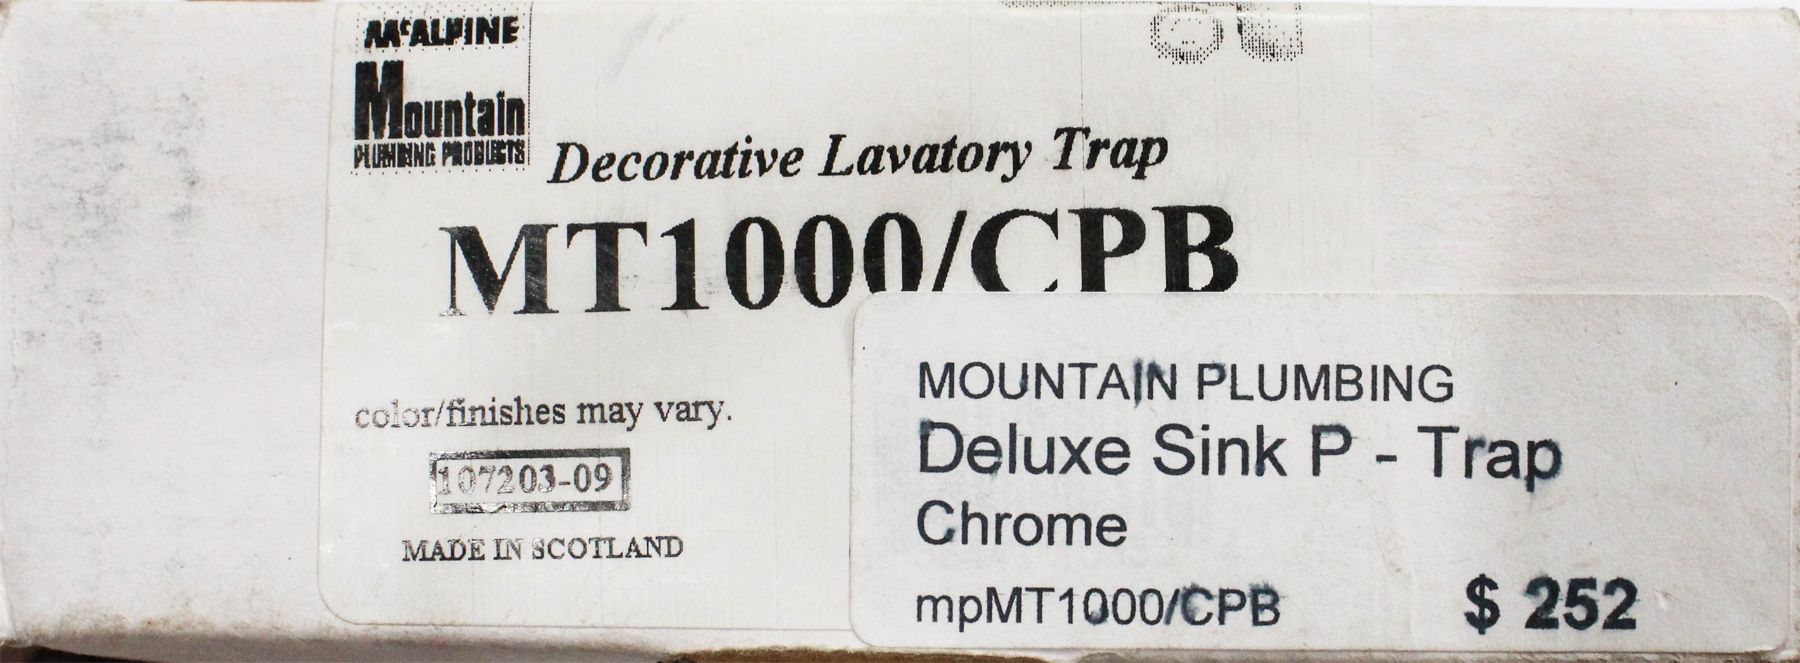 McALPINE
Mountain
PLUMBING PRODUCTS
Decorative Lavatory Trap
MT1000/CPB
color/finishes may vary.
107203-09
MADE IN SCOTLAND
MOUNTAIN PLUMBING
Deluxe Sink P - Trap
Chrome
mpMT1000/CPB
$ 252